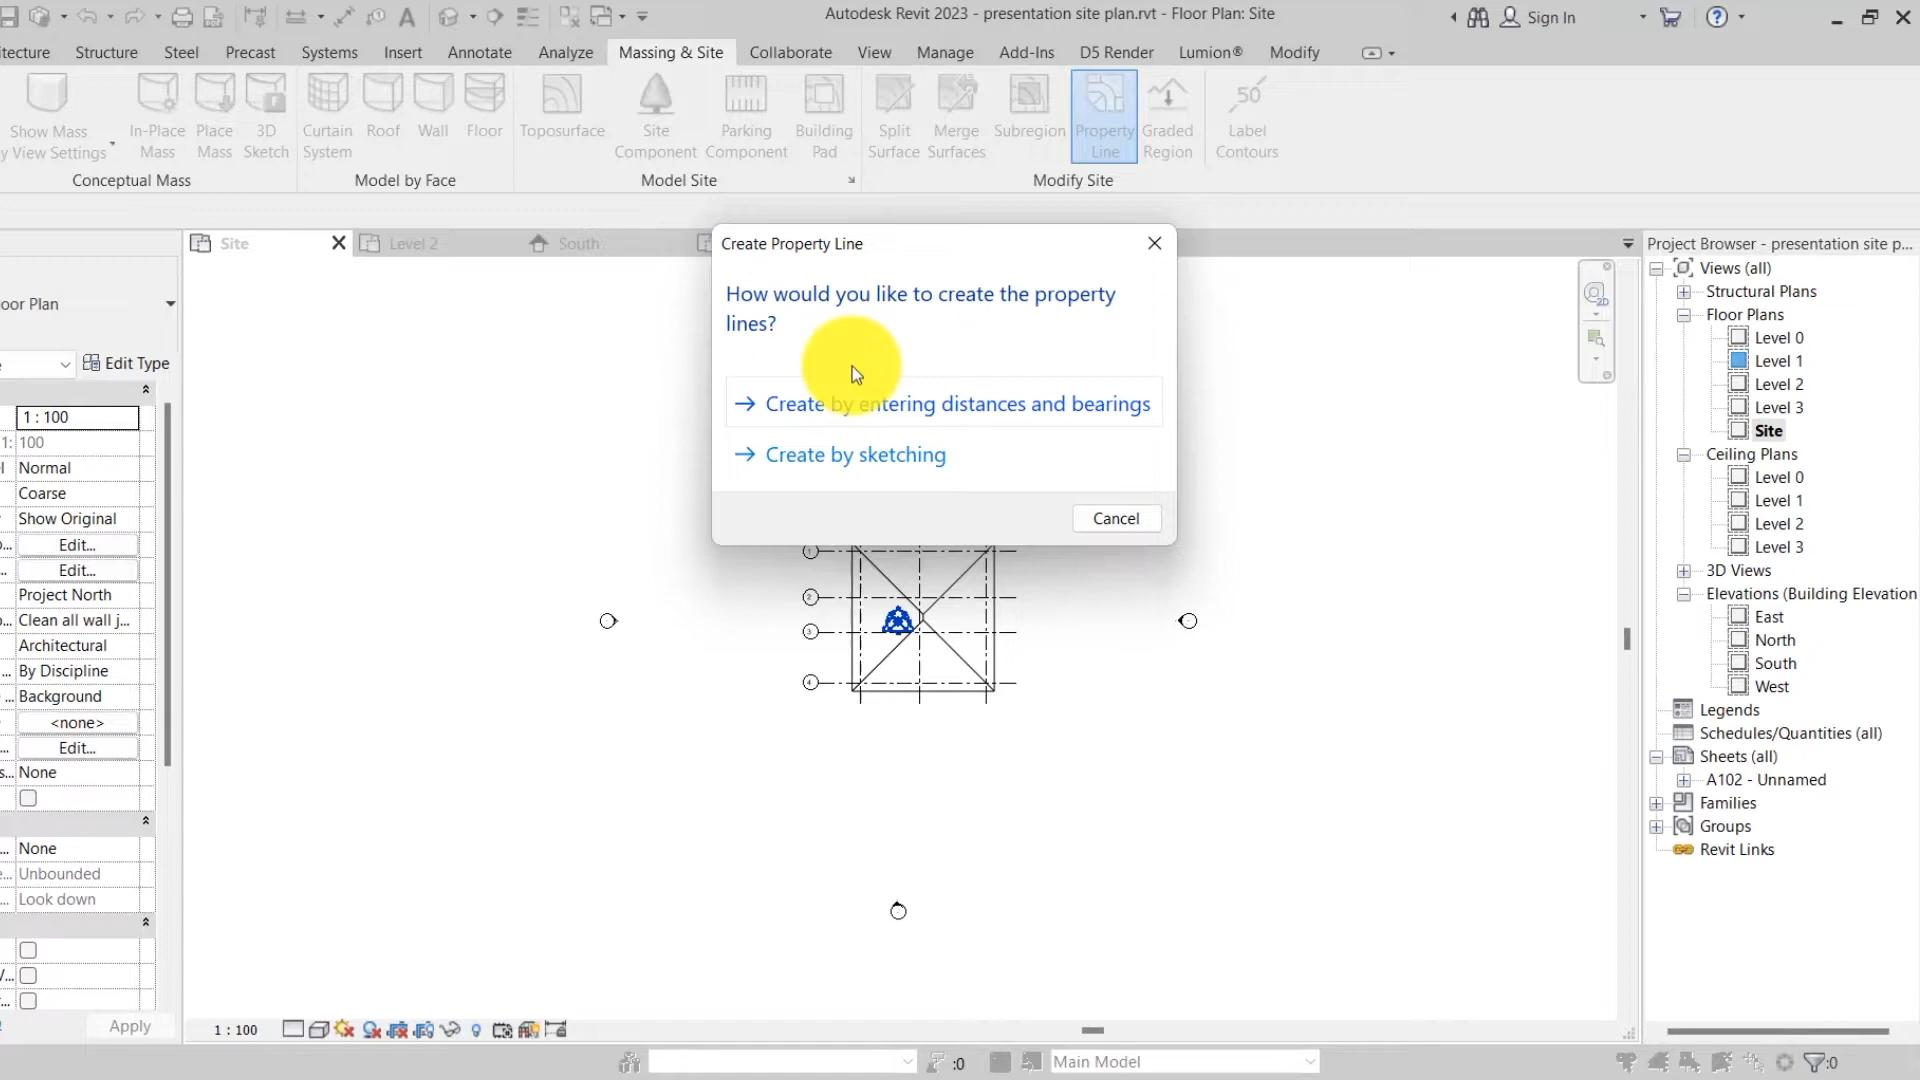 Autodesk Revit 2023 - presentation site plan.rvt - Floor Plan: Site
Sign In
itecture Structure Steel Precast Systems Insert Annotate Analyze Massing & Site Collaborate View Manage Add-Ins D5 Render Lumion® Modify
Show Mass
y View Settings
In-Place
Mass
Place
Mass
3D
Sketch
Curtain
System
Roof
Wall
Floor
Toposurface
Site
Component
Parking
Component
Building
Pad
Split
Surface
Merge
Surfaces
Subregion
Property
Line
Graded
Region
50
Label
Contours
Conceptual Mass
Model by Face
Model Site
Modify Site
Site
Level 2
South
oor Plan
Edit Type
1 : 100
1: 100
Normal
Coarse
Show Original
Edit...
Edit...
Project North
Clean all wall j...
Architectural
By Discipline
Background
<none>
Edit...
None
None
Unbounded
Look down
Apply
Create Property Line
How would you like to create the property
lines?
Create by entering distances and bearings
Create by sketching
Cancel
1
2
3
4
2D
Project Browser - presentation site p...
Views (all)
Structural Plans
Floor Plans
Level 0
Level 1
Level 2
Level 3
Site
Ceiling Plans
Level 0
Level 1
Level 2
Level 3
3D Views
Elevations (Building Elevation
East
North
South
West
Legends
Schedules/Quantities (all)
Sheets (all)
A102 - Unnamed
Families
Groups
Revit Links
1 : 100
:0
Main Model
:0